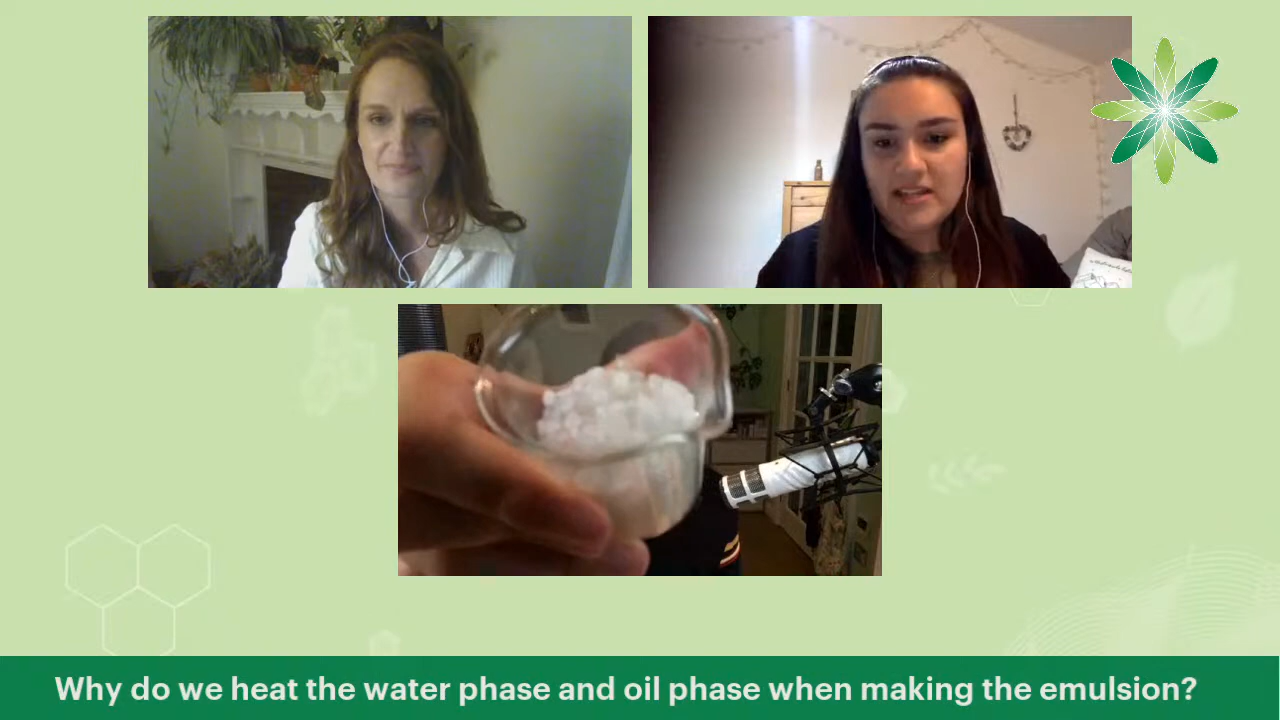 Why do we heat the water phase and oil phase when making the emulsion?